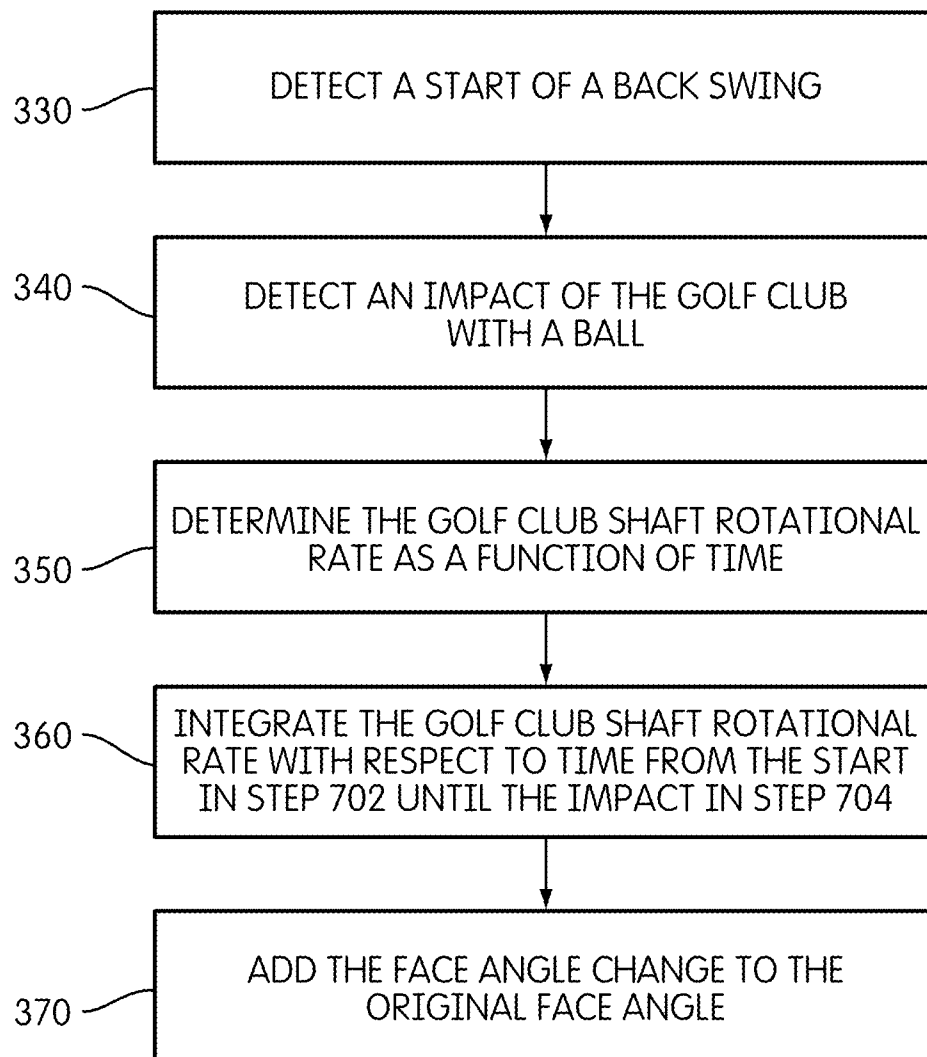 330
DETECT A START OF A BACK SWING
340
DETECT AN IMPACT OF THE GOLF CLUB
WITH A BALL
350
DETERMINE THE GOLF CLUB SHAFT ROTATIONAL
RATE AS A FUNCTION OF TIME
360
INTEGRATE THE GOLF CLUB SHAFT ROTATIONAL
RATE WITH RESPECT TO TIME FROM THE START
IN STEP 702 UNTIL THE IMPACT IN STEP 704
370
ADD THE FACE ANGLE CHANGE TO THE
ORIGINAL FACE ANGLE